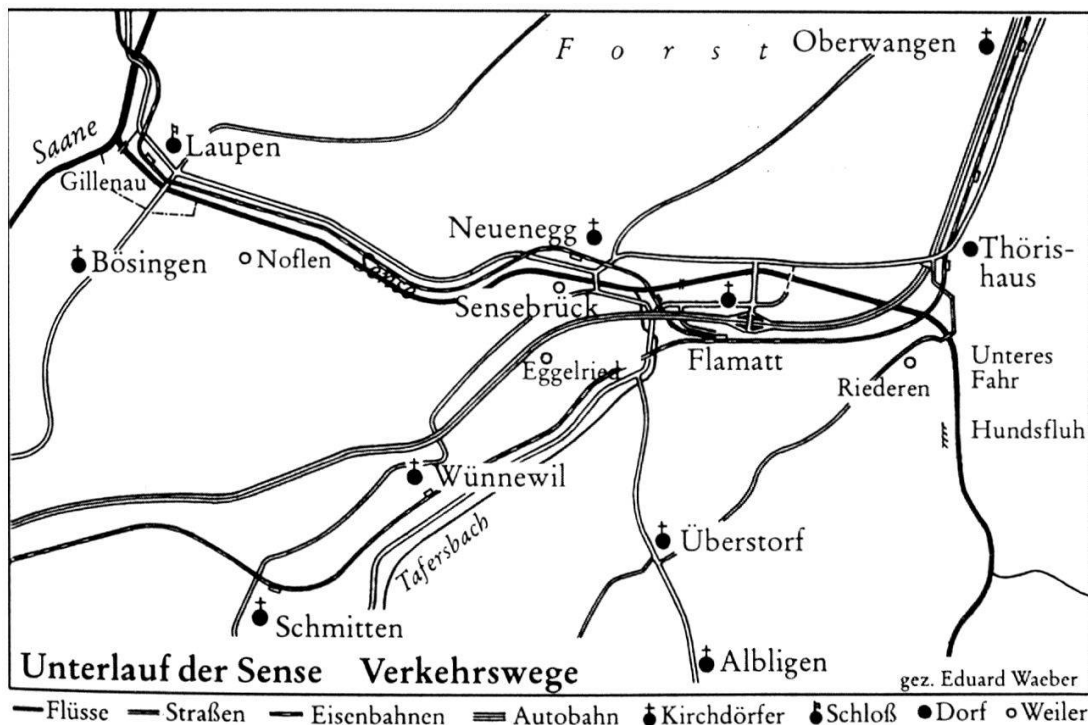 Forst
Oberwangen
Saane
Laupen
Gillenau
Neuenegg
Bösingen
Noflen
Thöris-
haus
Sensebrück
Eggelried
Flamatt
Riederen
Unteres
Fahr
Hundsfluh
Wünnewil
Tafersbach
Überstorf
Schmitten
Albligen
Unterlauf der Sense Verkehrswege
gez. Eduard Waeber
Flüsse Straßen Eisenbahnen Autobahn Kirchdörfer Schloß Dorf Weiler